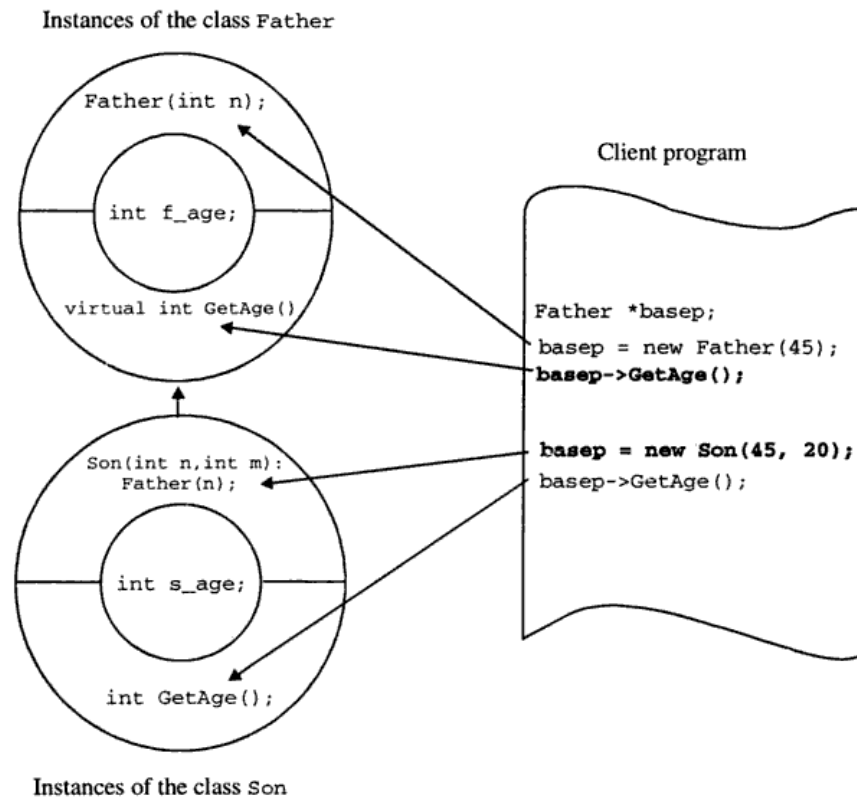 Instances of the class Father
Father(int n);
int f_age;
virtual int GetAge()
Son(int n,int m):
Father(n);
int s_age;
int GetAge();
Instances of the class Son
Client program
Father *basep;
basep = new Father(45);
basep->GetAge();
basep = new Son(45, 20);
basep->GetAge();